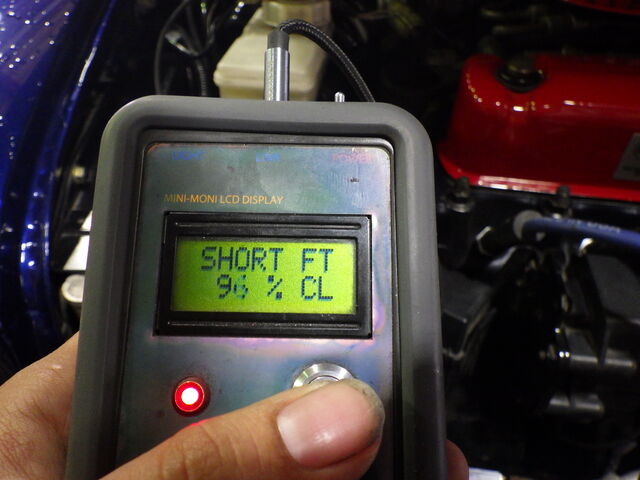 MINI-MONI LCD DISPLAY
SHORT FT
96 % CL